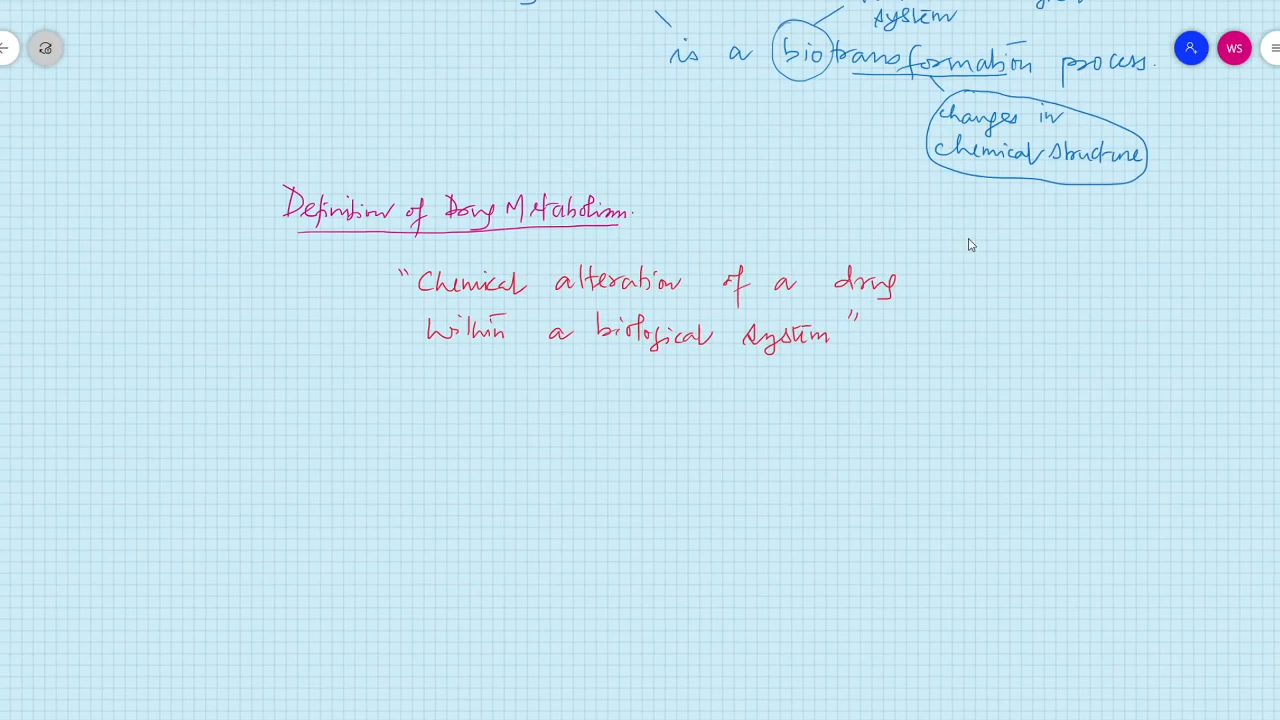 system
is a biotransformation process.
WS
changes in
chemical structure
Definition of Drug Metabolism.
"Chemical alteration of a drug
within a biological system"